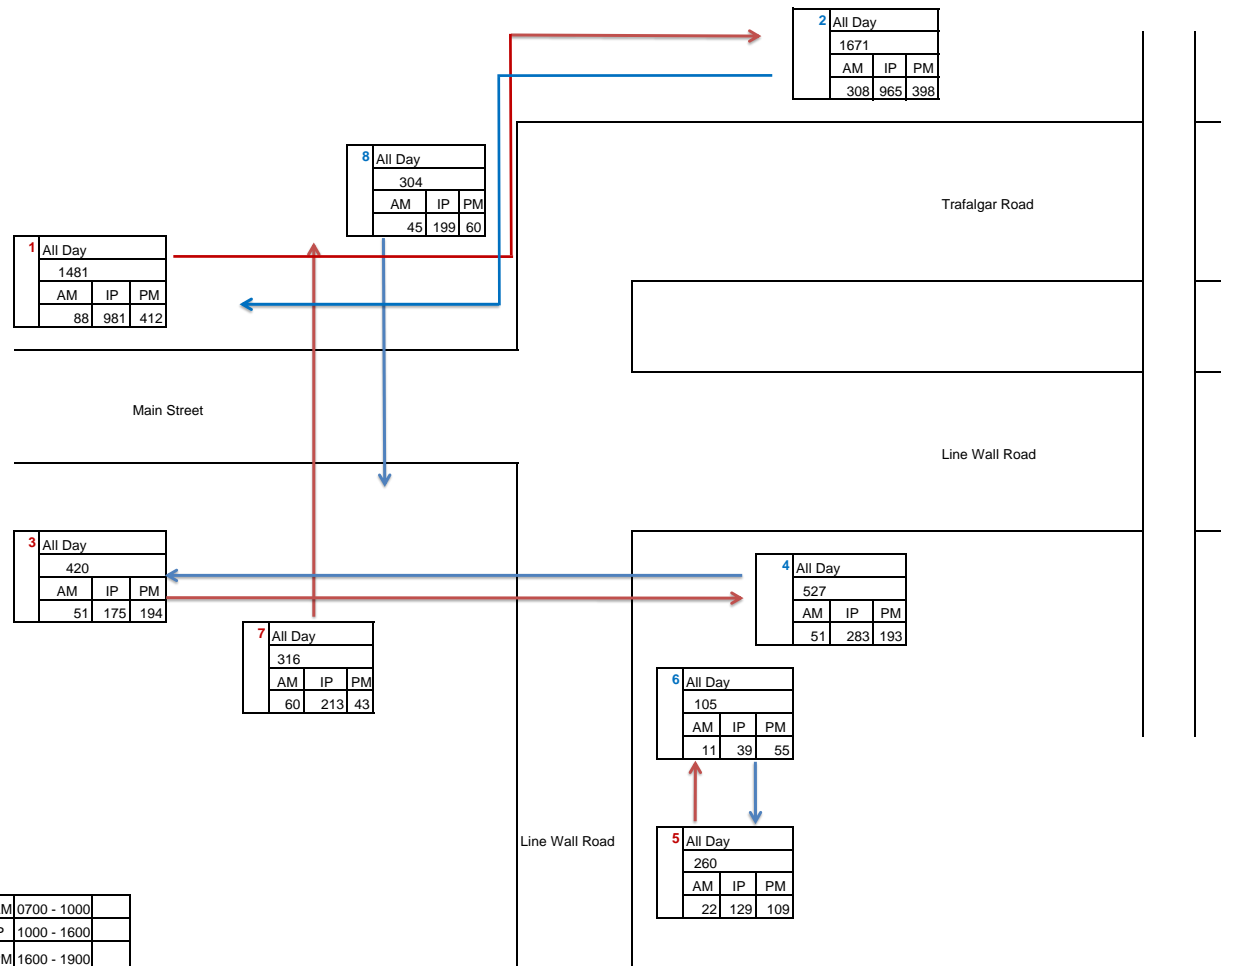 2 All Day
1671
AM IP PM
308 965 398
8 All Day
304
AM IP PM
45 199 60
Trafalgar Road
1 All Day
1481
AM IP PM
88 981 412
Main Street
Line Wall Road
3 All Day
420
AM IP PM
51 175 194
4 All Day
527
AM IP PM
51 283 193
7 All Day
316
AM IP PM
60 213 43
6 All Day
105
AM IP PM
11 39 55
Line Wall Road
5 All Day
260
AM IP PM
22 129 109
M 0700 - 1000
P 1000 - 1600
M 1600 - 1900